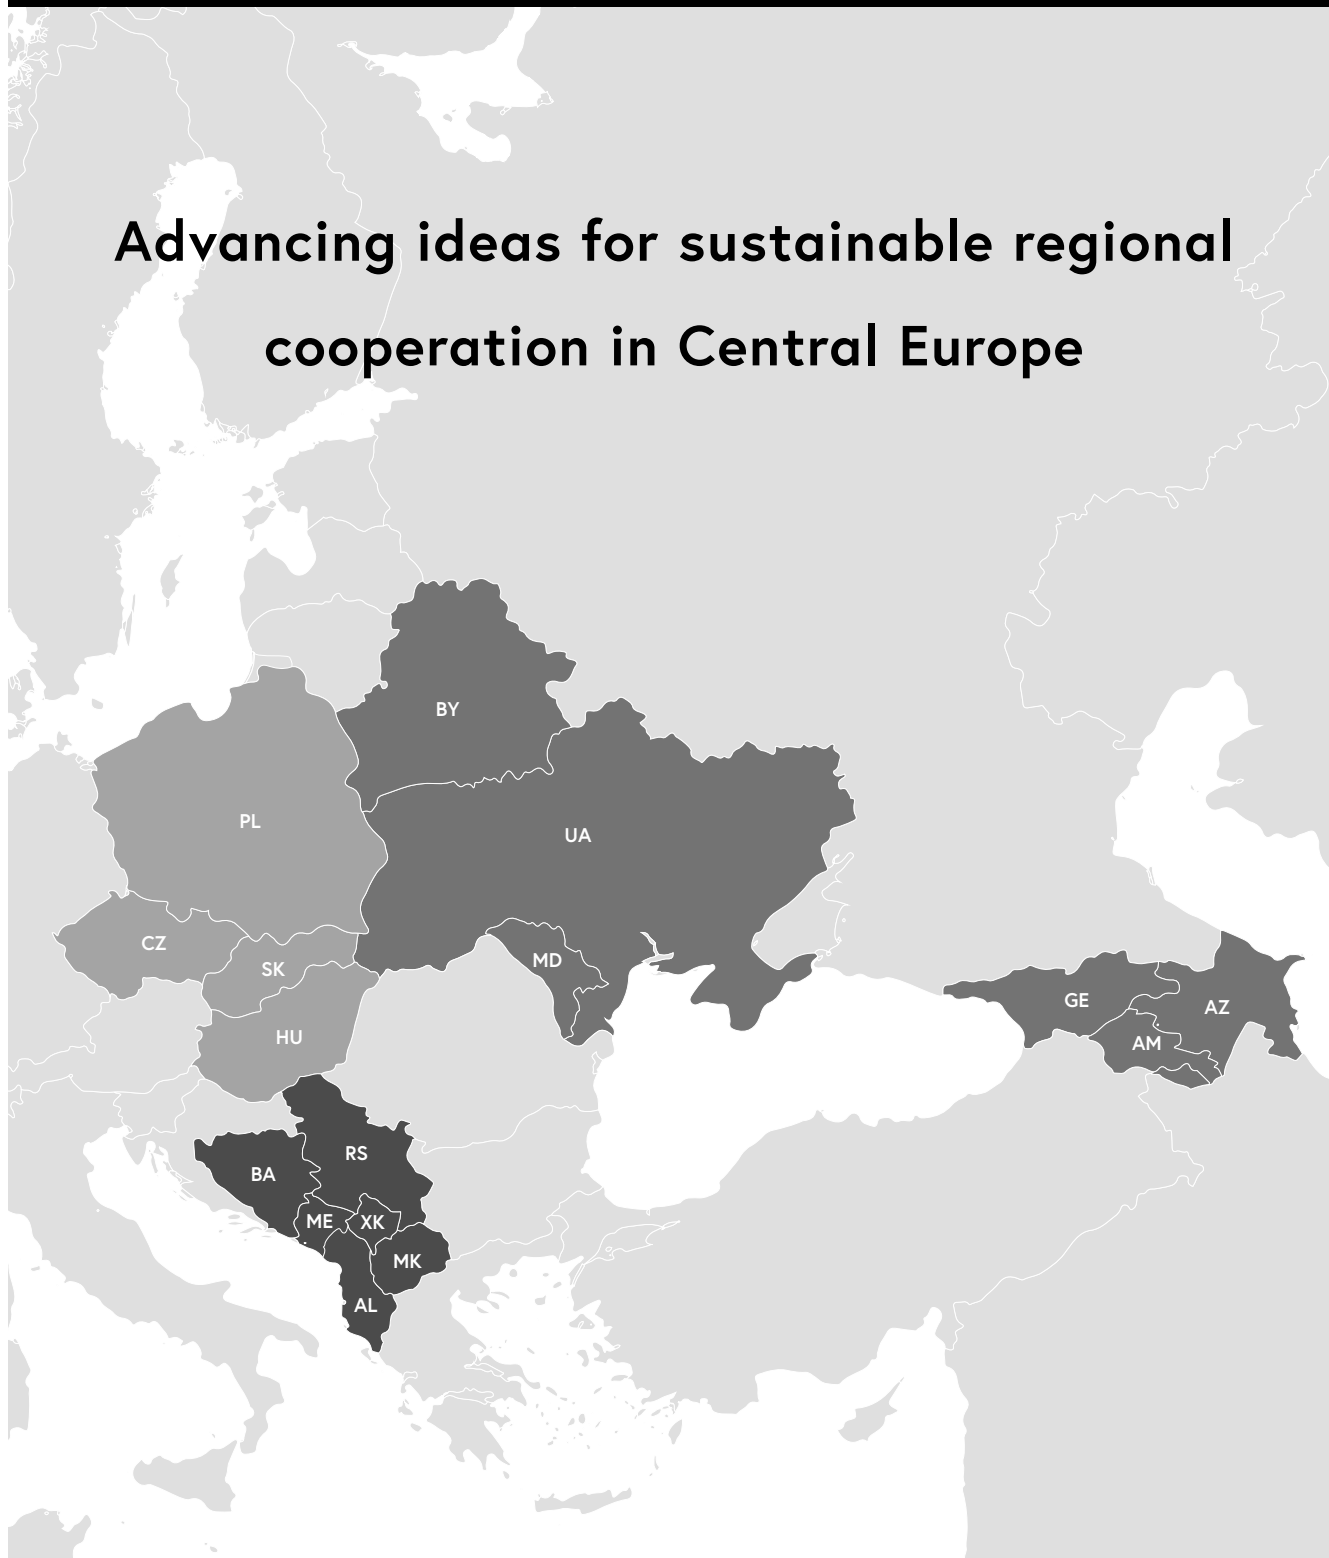 Advancing ideas for sustainable regional
cooperation in Central Europe
BY
PL
UA
CZ
SK
MD
HU
GE
AZ
AM
RS
BA
ME
XK
MK
AL